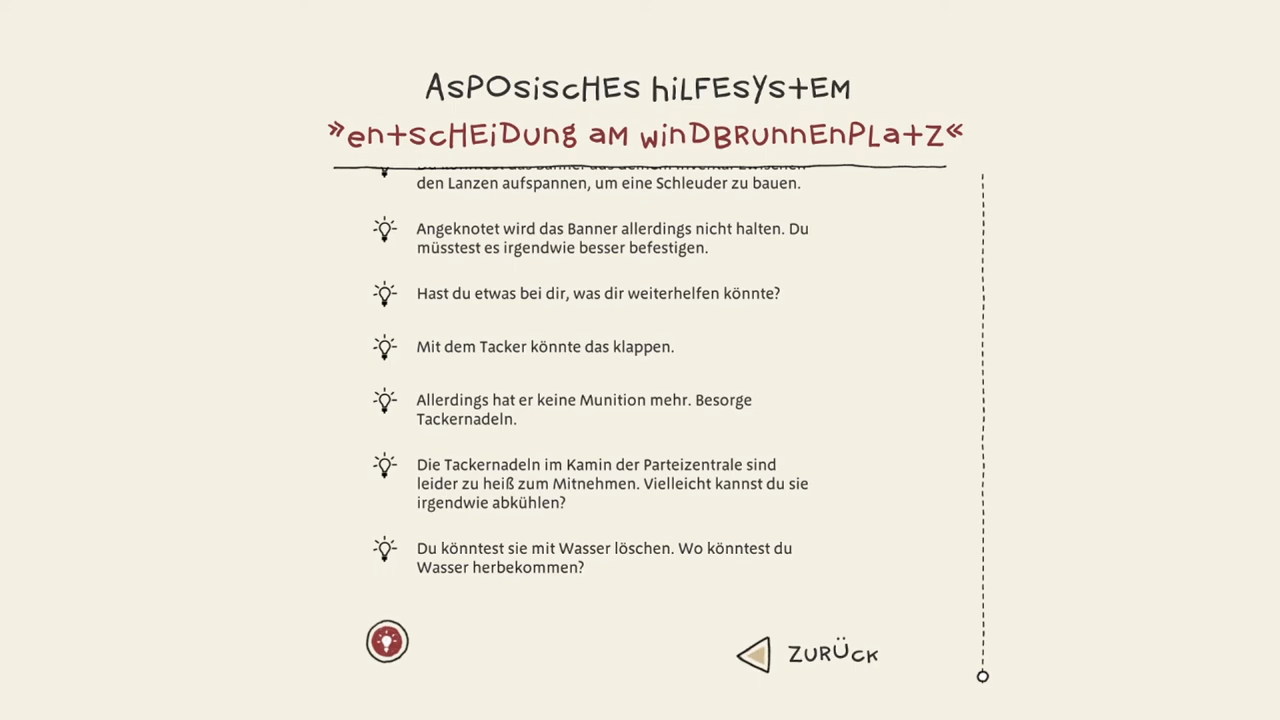 Asposisches Hilfesystem
»Entscheidung am Windbrunnenplatz«
den Lanzen aufspannen, um eine Schleuder zu bauen.
Angeknotet wird das Banner allerdings nicht halten. Du
müsstest es irgendwie besser befestigen.
Hast du etwas bei dir, was dir weiterhelfen könnte?
Mit dem Tacker könnte das klappen.
Allerdings hat er keine Munition mehr. Besorge
Tackernadeln.
Die Tackernadeln im Kamin der Parteizentrale sind
leider zu heiß zum Mitnehmen. Vielleicht kannst du sie
irgendwie abkühlen?
Du könntest sie mit Wasser löschen. Wo könntest du
Wasser herbekommen?
Zurück